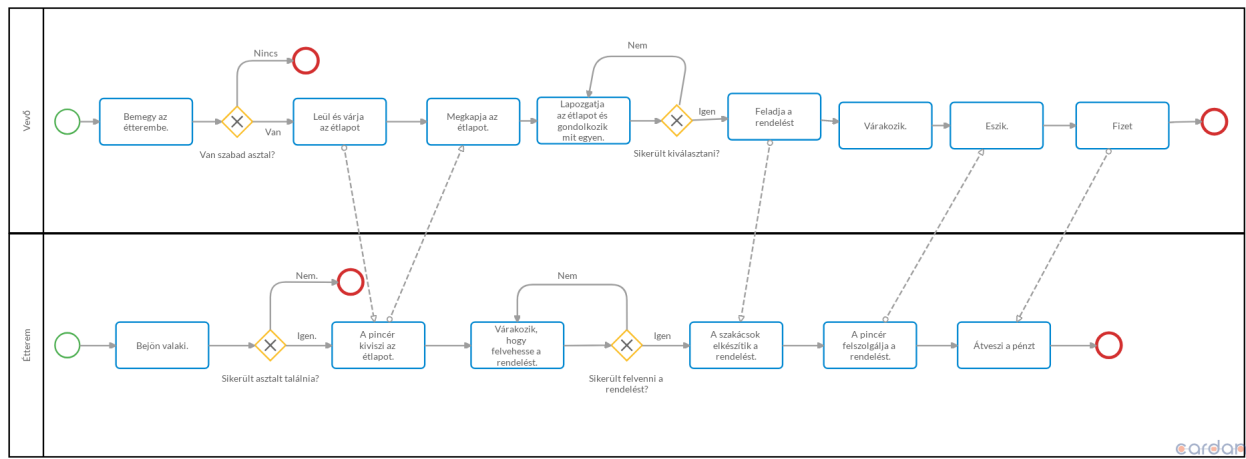 Vevő
Bemegy az
étterembe.
Van szabad asztal?
Nincs
Van
Leül és várja
az étlapot
Megkapja az
étlapot.
Lapozgatja
az étlapot és
gondolkozik
mit egyen.
Nem
Sikerült kiválasztani?
Igen
Feladja a
rendelést
Várakozik.
Eszik.
Fizet
Étterem
Bejön valaki.
Sikerült asztalt találnia?
Nem.
Igen.
A pincér
kiviszi az
étlapot.
Várakozik,
hogy
felvehesse a
rendelést.
Nem
Sikerült felvenni a
rendelést?
Igen
A szakácsok
elkészítik a
rendelést.
A pincér
felszolgálja a
rendelést.
Átveszi a pénzt